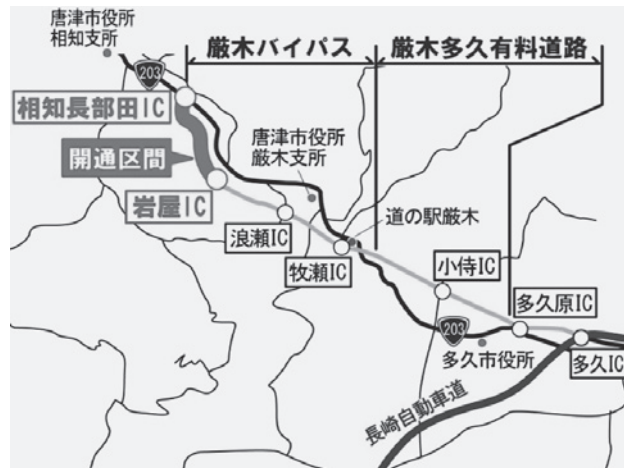 唐津市役所
相知支所
厳木バイパス
厳木多久有料道路
203
相知長部田IC
開通区間
唐津市役所
厳木支所
岩屋IC
浪瀬IC
道の駅厳木
牧瀬IC
小侍IC
多久原IC
203
多久市役所
多久IC
長崎自動車道